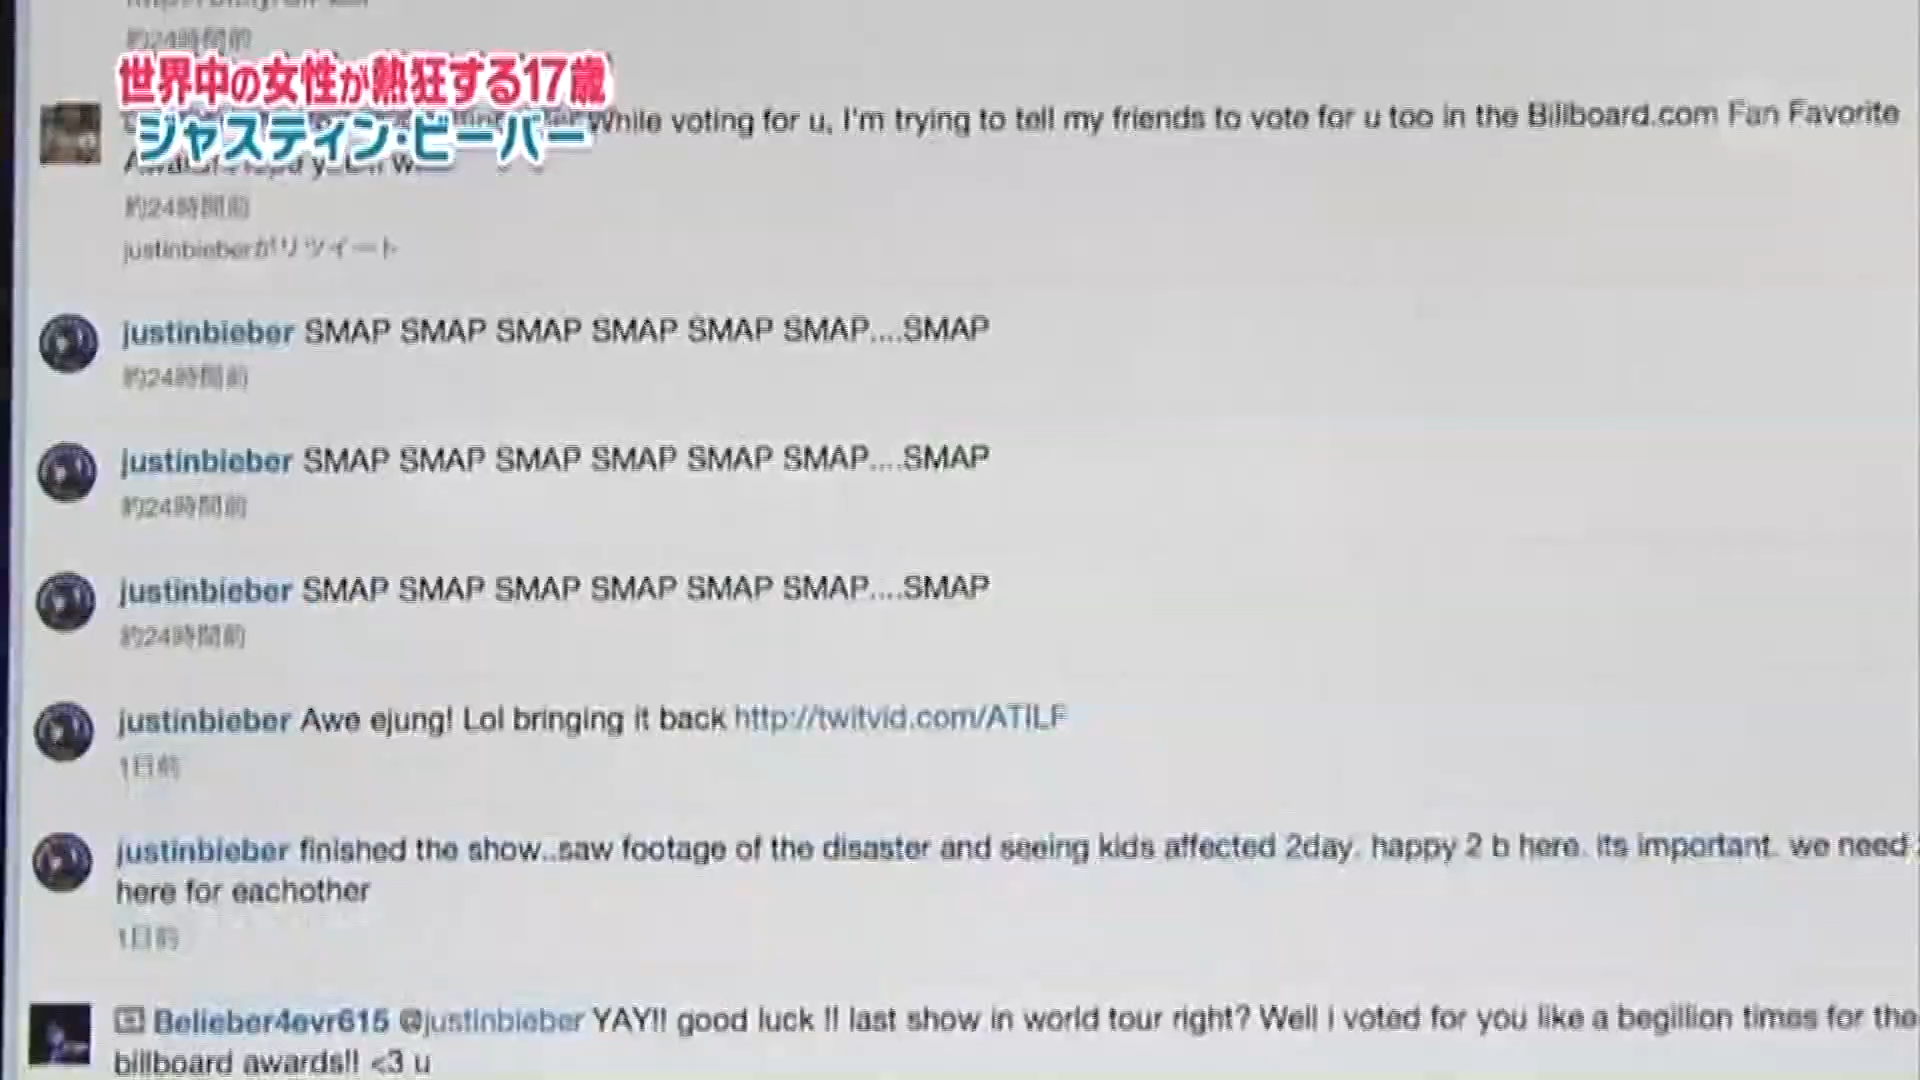 約24時間前
世界中の女性が熱狂する17歳
ジャスティン・ビーバー
While voting for u, I'm trying to tell my friends to vote for u too in the Billboard.com Fan Favorite
約24時間前
justinbieberがリツイート
justinbieber SMAP SMAP SMAP SMAP SMAP SMAP....SMAP
約24時間前
justinbieber SMAP SMAP SMAP SMAP SMAP SMAP....SMAP
約24時間前
justinbieber SMAP SMAP SMAP SMAP SMAP SMAP....SMAP
約24時間前
justinbieber Awe ejung! Lol bringing it back http://twitvid.com/ATILF
1日前
justinbieber finished the show..saw footage of the disaster and seeing kids affected 2day. happy 2 b here. its important. we need
here for eachother
1日前
Belieber4evr615 @justinbieber YAY!! good luck !! last show in world tour right? Well i voted for you like a begillion times for the
billboard awards!! <3 u